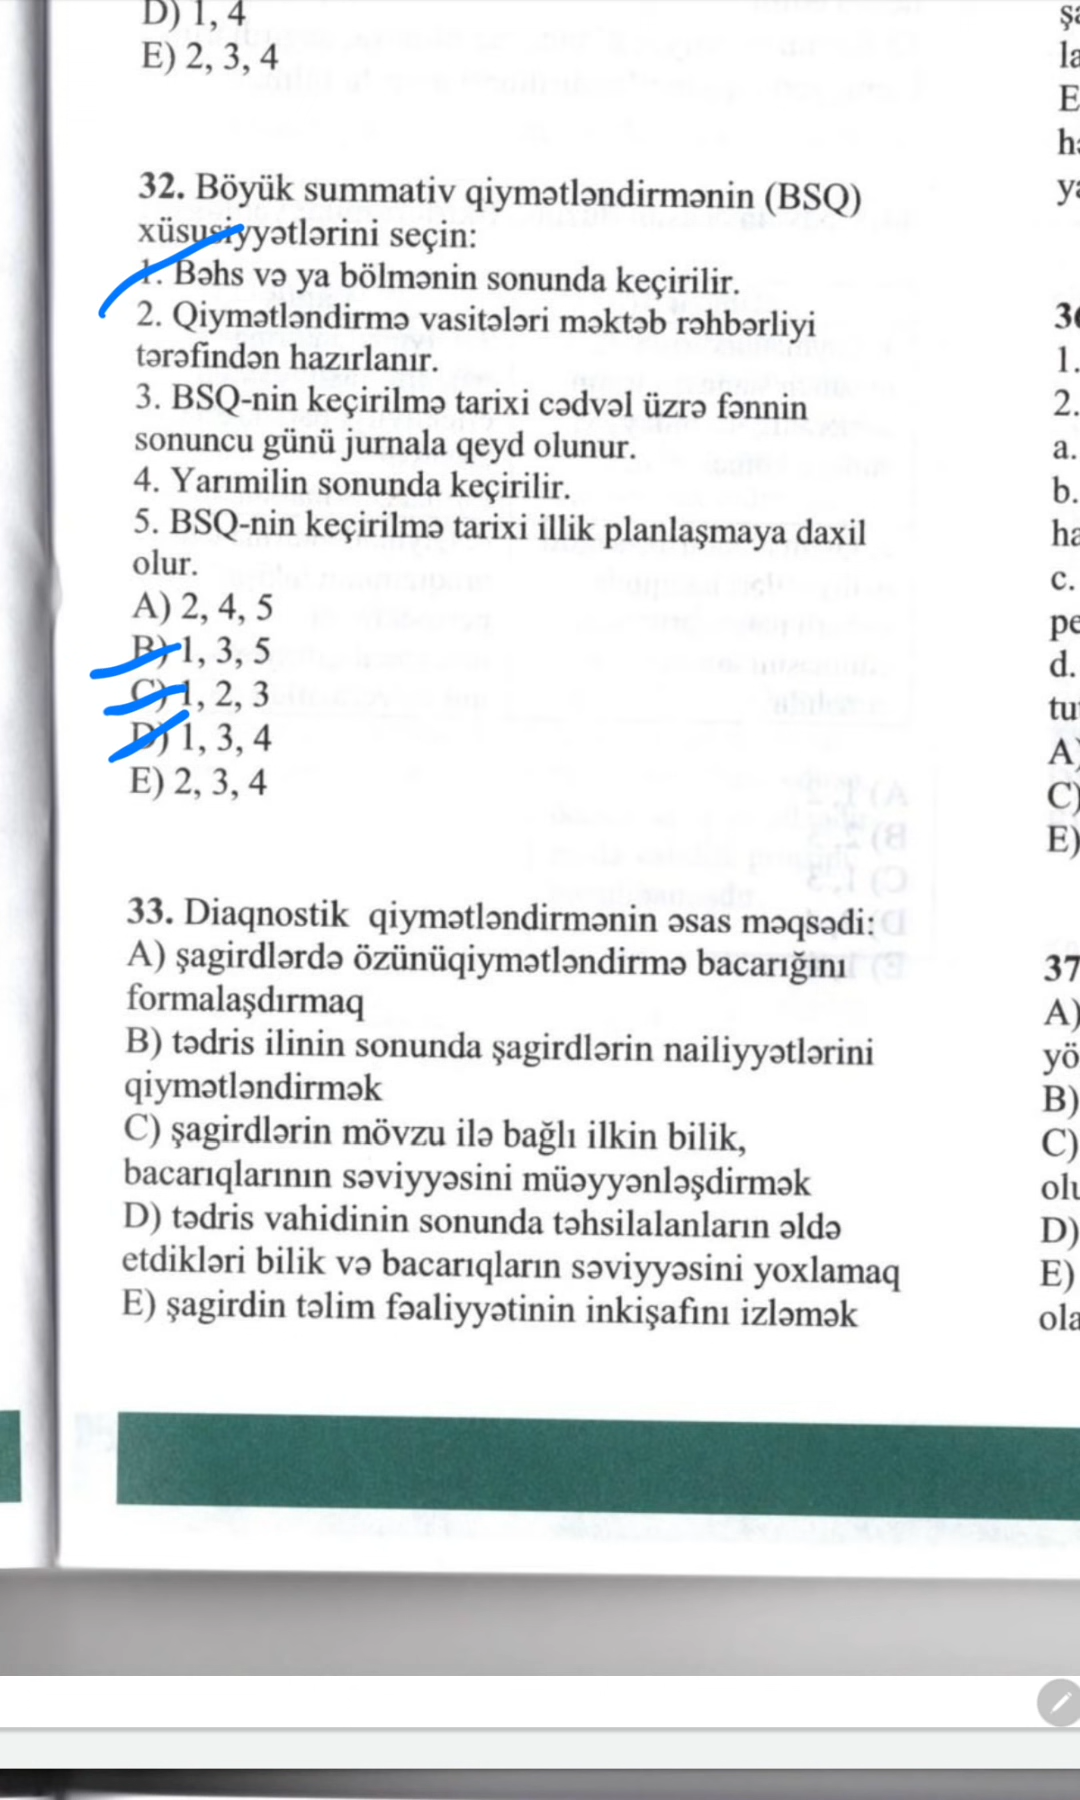 D) 1, 4
E) 2, 3, 4
32. Böyük summativ qiymətləndirmənin (BSQ)
xüsusiyyətlərini seçin:
1. Bəhs və ya bölmənin sonunda keçirilir.
2. Qiymətləndirmə vasitələri məktəb rəhbərliyi
tərəfindən hazırlanır.
3. BSQ-nin keçirilmə tarixi cədvəl üzrə fənnin
sonuncu günü jurnala qeyd olunur.
4. Yarımilin sonunda keçirilir.
5. BSQ-nin keçirilmə tarixi illik planlaşmaya daxil
olur.
A) 2, 4, 5
B) 1, 3, 5
C) 1, 2, 3
D) 1, 3, 4
E) 2, 3, 4
33. Diaqnostik qiymətləndirmənin əsas məqsədi:
A) şagirdlərdə özünüqiymətləndirmə bacarığını
formalaşdırmaq
B) tədris ilinin sonunda şagirdlərin nailiyyətlərini
qiymətləndirmək
C) şagirdlərin mövzu ilə bağlı ilkin bilik,
bacarıqlarının səviyyəsini müəyyənləşdirmək
D) tədris vahidinin sonunda təhsilalanların əldə
etdikləri bilik və bacarıqların səviyyəsini yoxlamaq
E) şagirdin təlim fəaliyyətinin inkişafını izləmək
E
1.
2.
a.
b.
c.
d.
A)
C)
E)
37
A)
yö
B)
C)
D)
E)